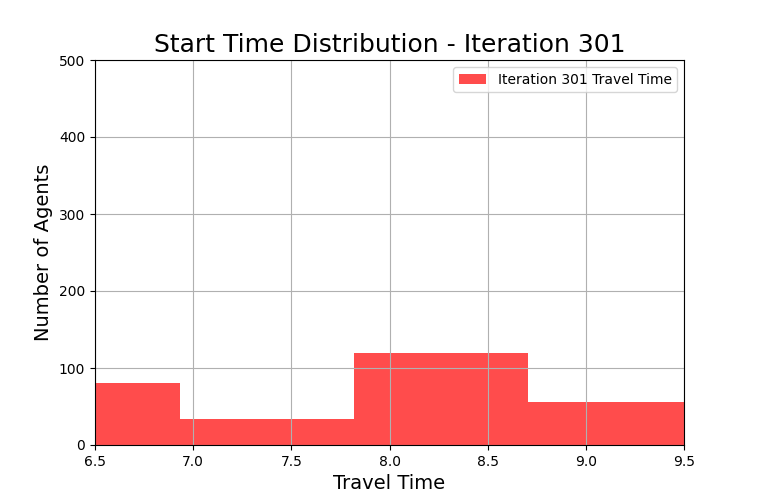 Start Time Distribution - Iteration 301
Iteration 301 Travel Time
Number of Agents
500
400
300
200
100
0
6.5 7.0 7.5 8.0 8.5 9.0 9.5
Travel Time